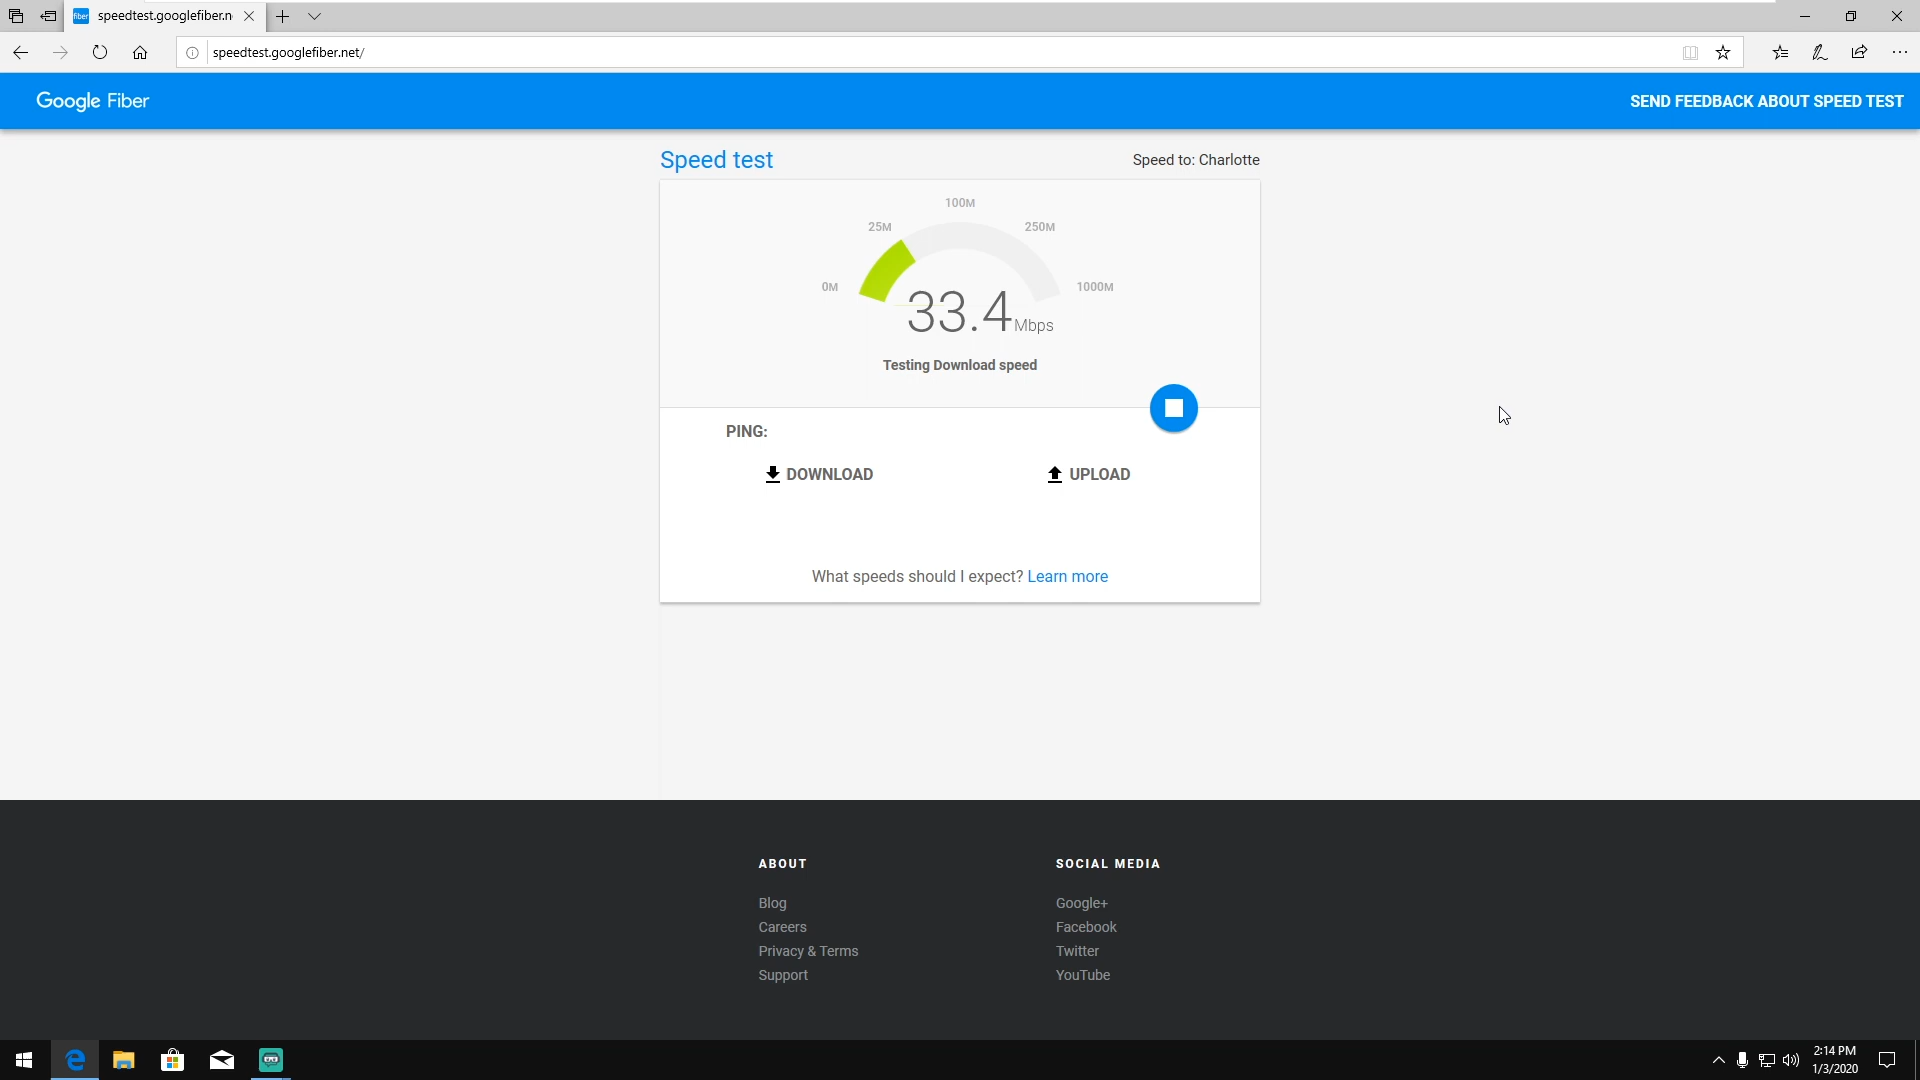 fiber speedtest.googlefiber.n
speedtest.googlefiber.net/
Google Fiber
SEND FEEDBACK ABOUT SPEED TEST
Speed test
Speed to: Charlotte
100M
25M
250M
0M
1000M
33.4 Mbps
Testing Download speed
PING:
DOWNLOAD
UPLOAD
What speeds should I expect? Learn more
ABOUT
Blog
Careers
Privacy & Terms
Support
SOCIAL MEDIA
Google+
Facebook
Twitter
YouTube
2:14 PM
1/3/2020